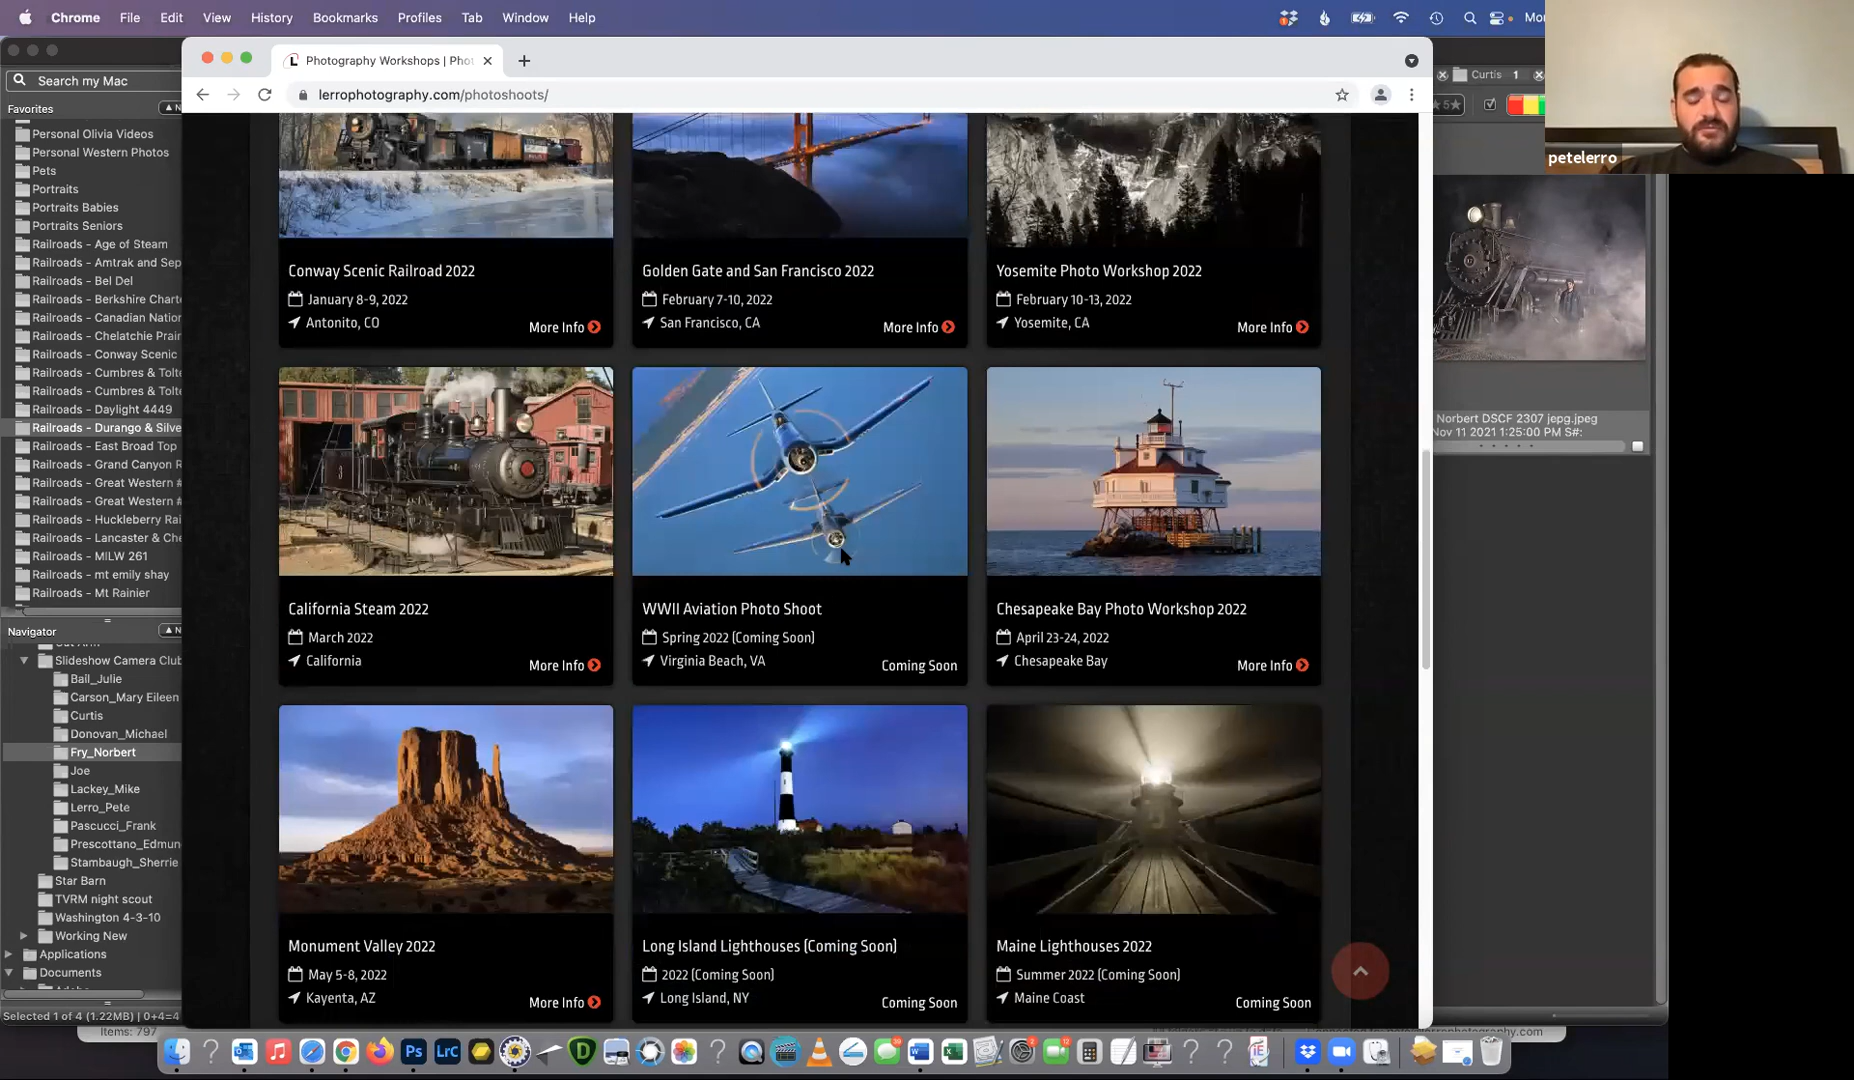 Chrome File Edit View History Bookmarks Profiles Tab Window Help
petelerro
Search my Mac
Favorites
Personal Olivia Videos
Personal Western Photos
Pets
Portraits
Portraits Babies
Portraits Seniors
Railroads - Age of Steam
Railroads - Amtrak and Sep
Railroads - Bel Del
Railroads - Berkshire Charte
Railroads - Canadian Nation
Railroads - Chelatchie Prair
Railroads - Conway Scenic
Railroads - Cumbres & Tolte
Railroads - Cumbres & Tolte
Railroads - Daylight 4449
Railroads - Durango & Silve
Railroads - East Broad Top
Railroads - Grand Canyon R
Railroads - Great Western #
Railroads - Great Western #
Railroads - Huckleberry Rai
Railroads - Lancaster & Che
Railroads - MILW 261
Railroads - mt emily shay
Railroads - Mt Rainier
Navigator
Slideshow Camera Club
Bail_Julie
Carson_Mary Eileen
Curtis
Donovan_Michael
Fry_Norbert
Joe
Lackey_Mike
Lerro_Pete
Pascucci_Frank
Prescottano_Edmun
Stambaugh_Sherrie
Star Barn
TVRM night scout
Washington 4-3-10
Working New
Applications
Documents
Selected 1 of 4 (1.22MB) | 0+4=4
Items: 797
Photography Workshops | Pho
lerrophotography.com/photoshoots/
Conway Scenic Railroad 2022
January 8-9, 2022
Antonito, CO
More Info
Golden Gate and San Francisco 2022
February 7-10, 2022
San Francisco, CA
More Info
Yosemite Photo Workshop 2022
February 10-13, 2022
Yosemite, CA
More Info
California Steam 2022
March 2022
California
More Info
WWII Aviation Photo Shoot
Spring 2022 (Coming Soon)
Virginia Beach, VA
Coming Soon
Chesapeake Bay Photo Workshop 2022
April 23-24, 2022
Chesapeake Bay
More Info
Monument Valley 2022
May 5-8, 2022
Kayenta, AZ
More Info
Long Island Lighthouses (Coming Soon)
2022 (Coming Soon)
Long Island, NY
Coming Soon
Maine Lighthouses 2022
Summer 2022 (Coming Soon)
Maine Coast
Coming Soon
Curtis 1
Norbert DSCF 2307 jepg.jpeg
Nov 11 2021 1:25:00 PM S#:
Ps
LrC